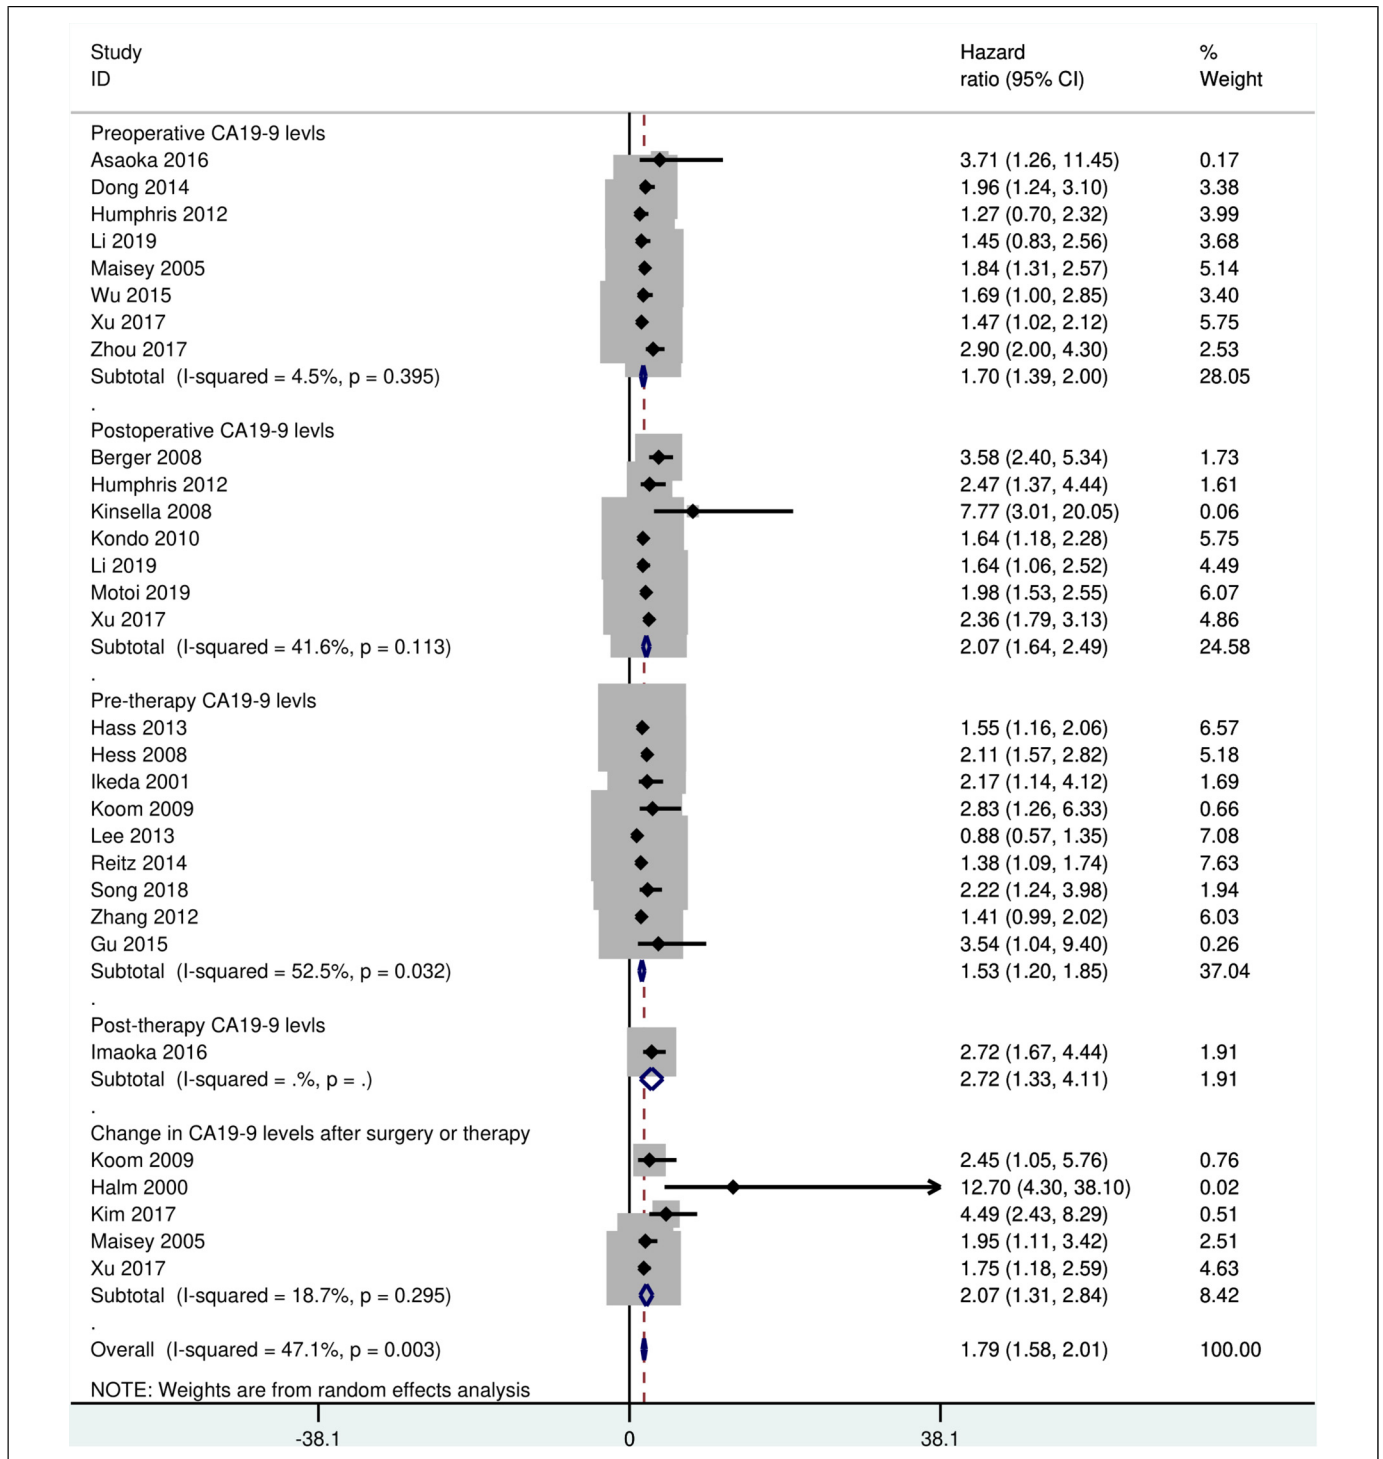 Study Hazard %
ID ratio (95% CI) Weight
Preoperative CA19-9 levls
Asaoka 2016 3.71 (1.26, 11.45) 0.17
Dong 2014 1.96 (1.24, 3.10) 3.38
Humphris 2012 1.27 (0.70, 2.32) 3.99
Li 2019 1.45 (0.83, 2.56) 3.68
Maisey 2005 1.84 (1.31, 2.57) 5.14
Wu 2015 1.69 (1.00, 2.85) 3.40
Xu 2017 1.47 (1.02, 2.12) 5.75
Zhou 2017 2.90 (2.00, 4.30) 2.53
Subtotal (I-squared = 4.5%, p = 0.395) 1.70 (1.39, 2.00) 28.05
.
Postoperative CA19-9 levls
Berger 2008 3.58 (2.40, 5.34) 1.73
Humphris 2012 2.47 (1.37, 4.44) 1.61
Kinsella 2008 7.77 (3.01, 20.05) 0.06
Kondo 2010 1.64 (1.18, 2.28) 5.75
Li 2019 1.64 (1.06, 2.52) 4.49
Motoi 2019 1.98 (1.53, 2.55) 6.07
Xu 2017 2.36 (1.79, 3.13) 4.86
Subtotal (I-squared = 41.6%, p = 0.113) 2.07 (1.64, 2.49) 24.58
.
Pre-therapy CA19-9 levls
Hass 2013 1.55 (1.16, 2.06) 6.57
Hess 2008 2.11 (1.57, 2.82) 5.18
Ikeda 2001 2.17 (1.14, 4.12) 1.69
Koom 2009 2.83 (1.26, 6.33) 0.66
Lee 2013 0.88 (0.57, 1.35) 7.08
Reitz 2014 1.38 (1.09, 1.74) 7.63
Song 2018 2.22 (1.24, 3.98) 1.94
Zhang 2012 1.41 (0.99, 2.02) 6.03
Gu 2015 3.54 (1.04, 9.40) 0.26
Subtotal (I-squared = 52.5%, p = 0.032) 1.53 (1.20, 1.85) 37.04
.
Post-therapy CA19-9 levls
Imaoka 2016 2.72 (1.67, 4.44) 1.91
Subtotal (I-squared = .%, p = .) 2.72 (1.33, 4.11) 1.91
.
Change in CA19-9 levels after surgery or therapy
Koom 2009 2.45 (1.05, 5.76) 0.76
Halm 2000 12.70 (4.30, 38.10) 0.02
Kim 2017 4.49 (2.43, 8.29) 0.51
Maisey 2005 1.95 (1.11, 3.42) 2.51
Xu 2017 1.75 (1.18, 2.59) 4.63
Subtotal (I-squared = 18.7%, p = 0.295) 2.07 (1.31, 2.84) 8.42
.
Overall (I-squared = 47.1%, p = 0.003) 1.79 (1.58, 2.01) 100.00
NOTE: Weights are from random effects analysis
-38.1 0 38.1